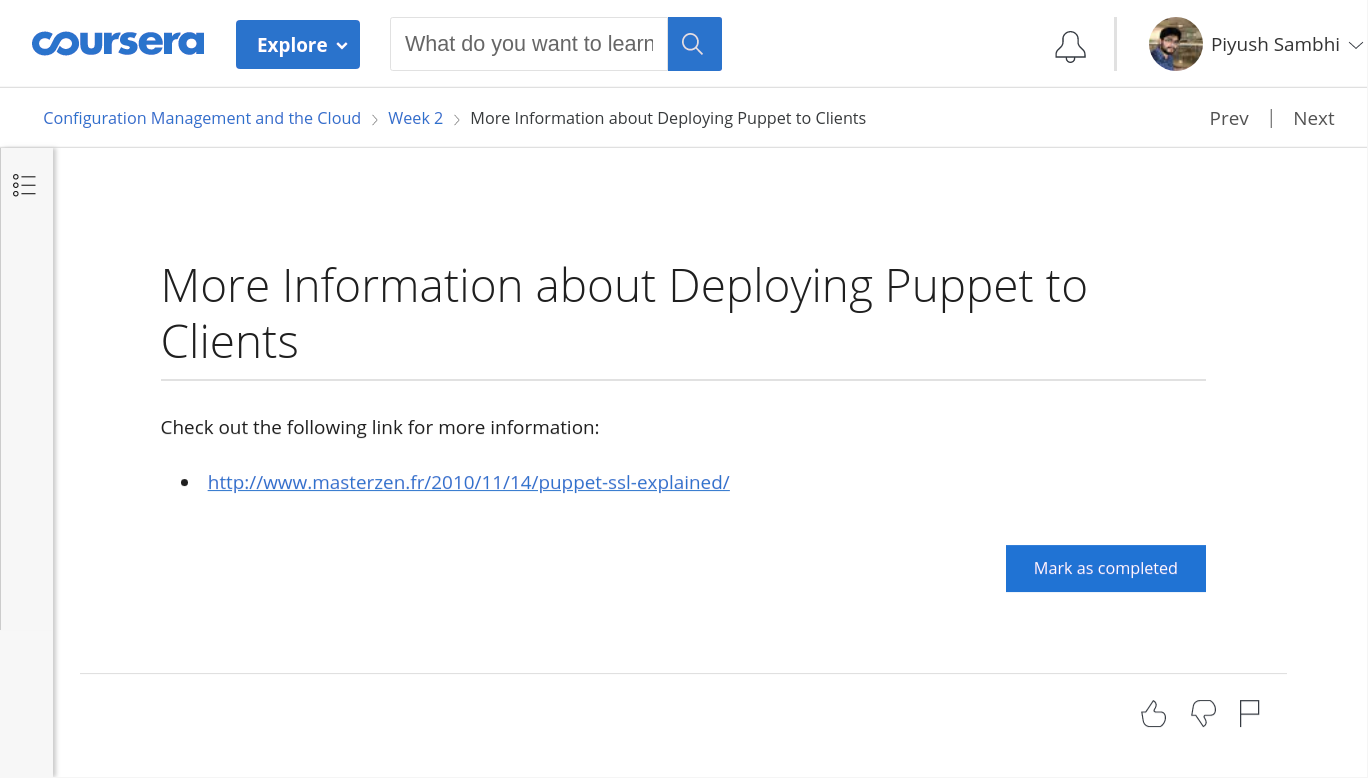 coursera
Explore
What do you want to learn
Piyush Sambhi
Configuration Management and the Cloud
Week 2
More Information about Deploying Puppet to Clients
Prev
Next
More Information about Deploying Puppet to
Clients
Check out the following link for more information:
http://www.masterzen.fr/2010/11/14/puppet-ssl-explained/
Mark as completed